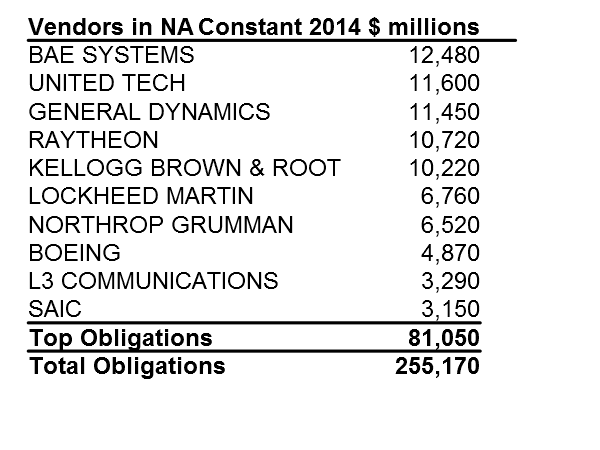 Vendors in NA Constant 2014 $ millions
BAE SYSTEMS 12,480
UNITED TECH 11,600
GENERAL DYNAMICS 11,450
RAYTHEON 10,720
KELLOGG BROWN & ROOT 10,220
LOCKHEED MARTIN 6,760
NORTHROP GRUMMAN 6,520
BOEING 4,870
L3 COMMUNICATIONS 3,290
SAIC 3,150
Top Obligations 81,050
Total Obligations 255,170